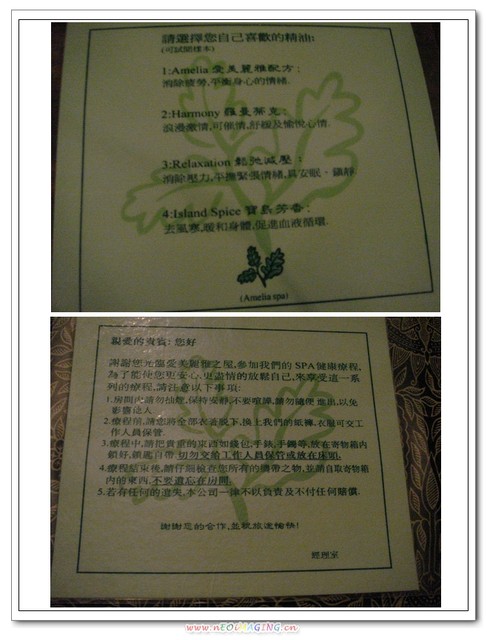 請選擇您自己喜歡的精油:
(可試聞樣本)
1:Amelia 愛美麗雅配方:
消除疲勞,平衡身心的情緒.
2:Harmony 羅曼蒂克:
浪漫激情,可催情,舒緩及愉悅心情.
3:Relaxation 鬆弛減壓:
消除壓力,平撫緊張情緒,具安眠、鎮靜
4:Island Spice 寶島芳香:
去風寒,暖和身體,促進血液循環.
(Amelia spa)
親愛的貴賓:您好
謝謝您光臨愛美麗雅之屋,參加我們的SPA健康療程,
為了能使您更安心,更盡情的放鬆自己,來享受這一系
列的療程,請注意以下事項:
1.房間內請勿抽煙,保持安靜,不要喧嘩,請勿隨便進出,以免
影響他人.
2.療程前,請您將全部衣着脫下,換上我們的紙褲.衣服可交工
作人員保管.
3.療程中,請把貴重的東西如錢包,手錶,手鐲等,放在寄物箱內
鎖好,鑰匙自帶.切勿交給工作人員保管或放在床頭.
4.療程結束後,請仔細檢查您所有的攜帶之物,並請自取寄物箱
內的東西.不要遺忘在房間.
5.若有任何的遺失,本公司一律不以負責及不付任何賠償.
謝謝您的合作,並祝旅途愉快!
經理室
www.nEOiMAGING.cn